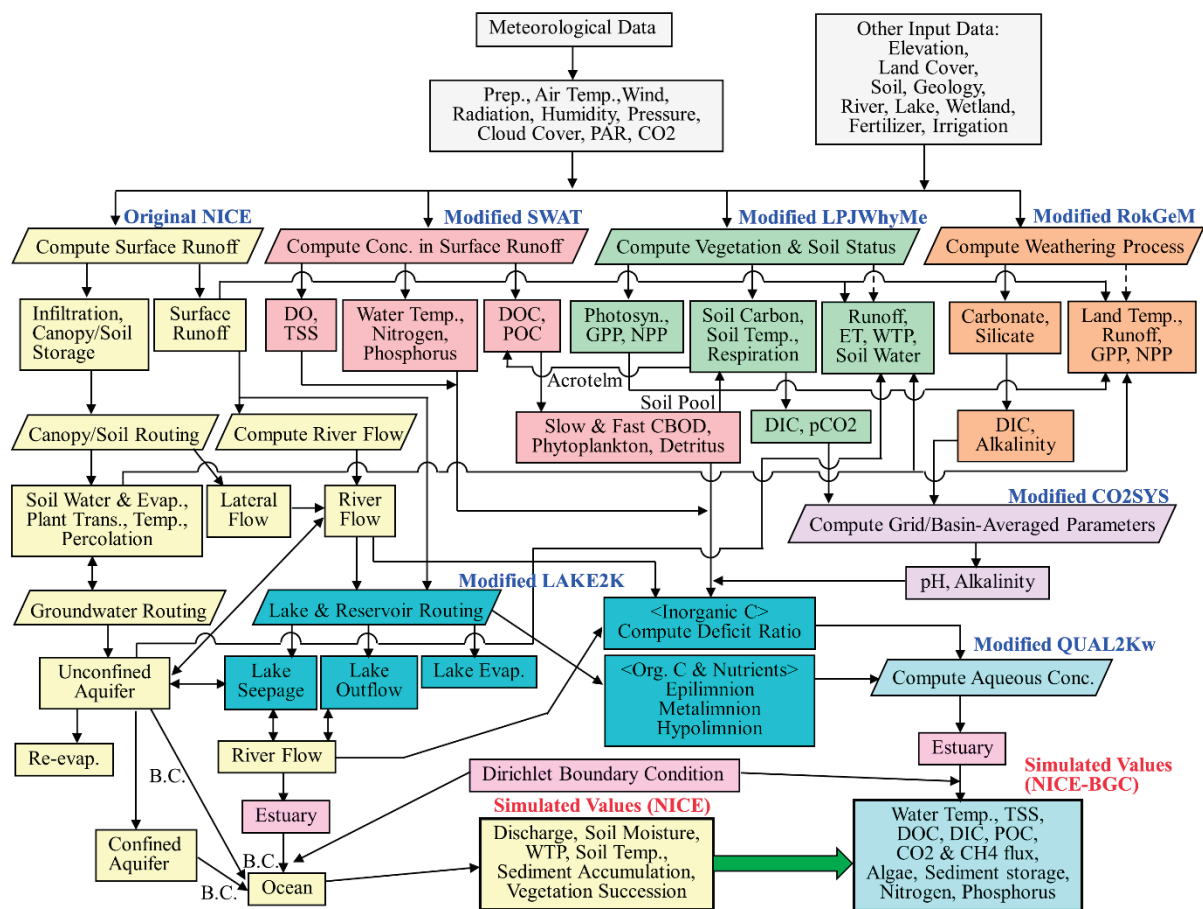 Meteorological Data
Other Input Data:
Elevation,
Land Cover,
Soil, Geology,
River, Lake, Wetland,
Fertilizer, Irrigation
Prep., Air Temp.,Wind,
Radiation, Humidity, Pressure,
Cloud Cover, PAR, CO2
Original NICE
Modified SWAT
Modified LPJWhyMe
Modified RokGeM
Compute Surface Runoff
Compute Conc. in Surface Runoff
Compute Vegetation & Soil Status
Compute Weathering Process
Infiltration,
Canopy/Soil
Storage
Surface
Runoff
DO,
TSS
Water Temp.,
Nitrogen,
Phosphorus
DOC,
POC
Photosyn.,
GPP, NPP
Soil Carbon,
Soil Temp.,
Respiration
Runoff,
ET, WTP,
Soil Water
Carbonate,
Silicate
Land Temp.,
Runoff,
GPP, NPP
Acrotelm
Soil Pool
Canopy/Soil Routing
Compute River Flow
Slow & Fast CBOD,
Phytoplankton, Detritus
DIC, pCO2
DIC,
Alkalinity
Soil Water & Evap.,
Plant Trans., Temp.,
Percolation
Lateral
Flow
River
Flow
Modified CO2SYS
Compute Grid/Basin-Averaged Parameters
pH, Alkalinity
Modified LAKE2K
Groundwater Routing
Lake & Reservoir Routing
<Inorganic C>
Compute Deficit Ratio
Modified QUAL2Kw
Unconfined
Aquifer
Lake
Seepage
Lake
Outflow
Lake Evap.
<Org. C & Nutrients>
Epilimnion
Metalimnion
Hypolimnion
Compute Aqueous Conc.
Re-evap.
River Flow
Estuary
B.C.
Dirichlet Boundary Condition
Simulated Values
(NICE-BGC)
Estuary
Simulated Values (NICE)
Confined
Aquifer
B.C.
B.C.
Ocean
Discharge, Soil Moisture,
WTP, Soil Temp.,
Sediment Accumulation,
Vegetation Succession
Water Temp., TSS,
DOC, DIC, POC,
CO2 & CH4 flux,
Algae, Sediment storage,
Nitrogen, Phosphorus